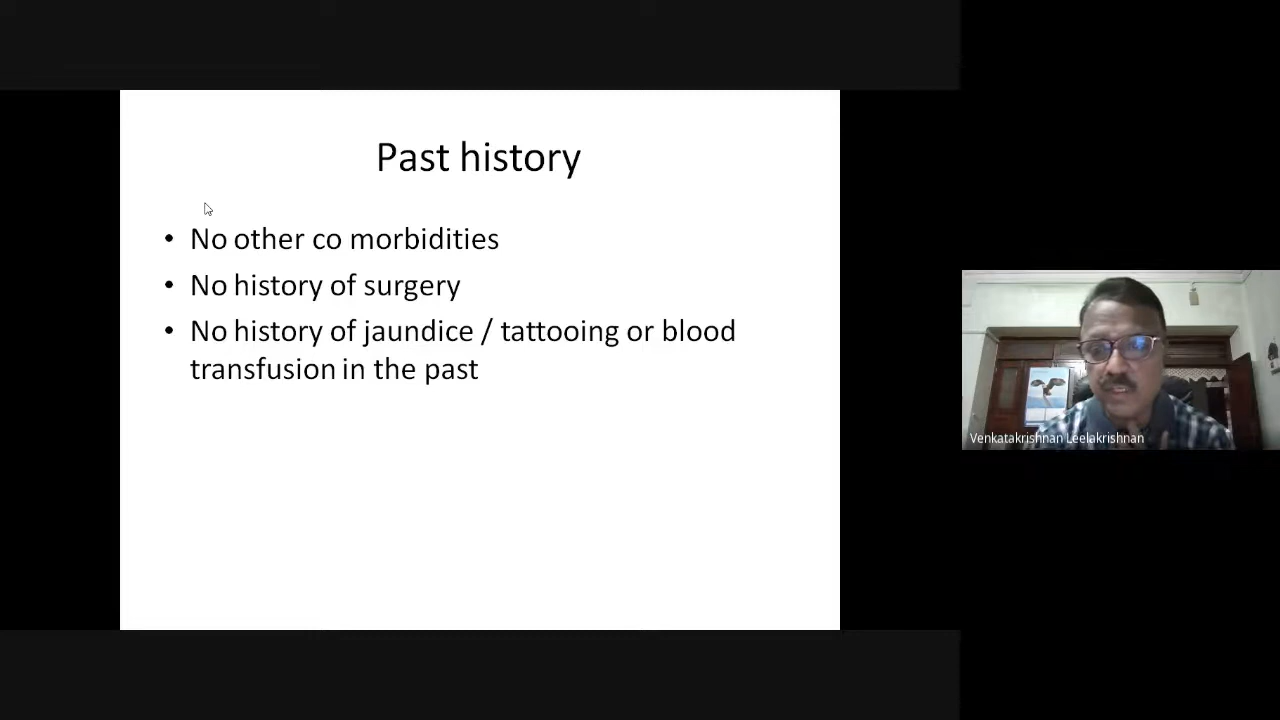 Past history
• No other co morbidities
• No history of surgery
• No history of jaundice / tattooing or blood
transfusion in the past
Venkatakrishnan Leelakrishnan